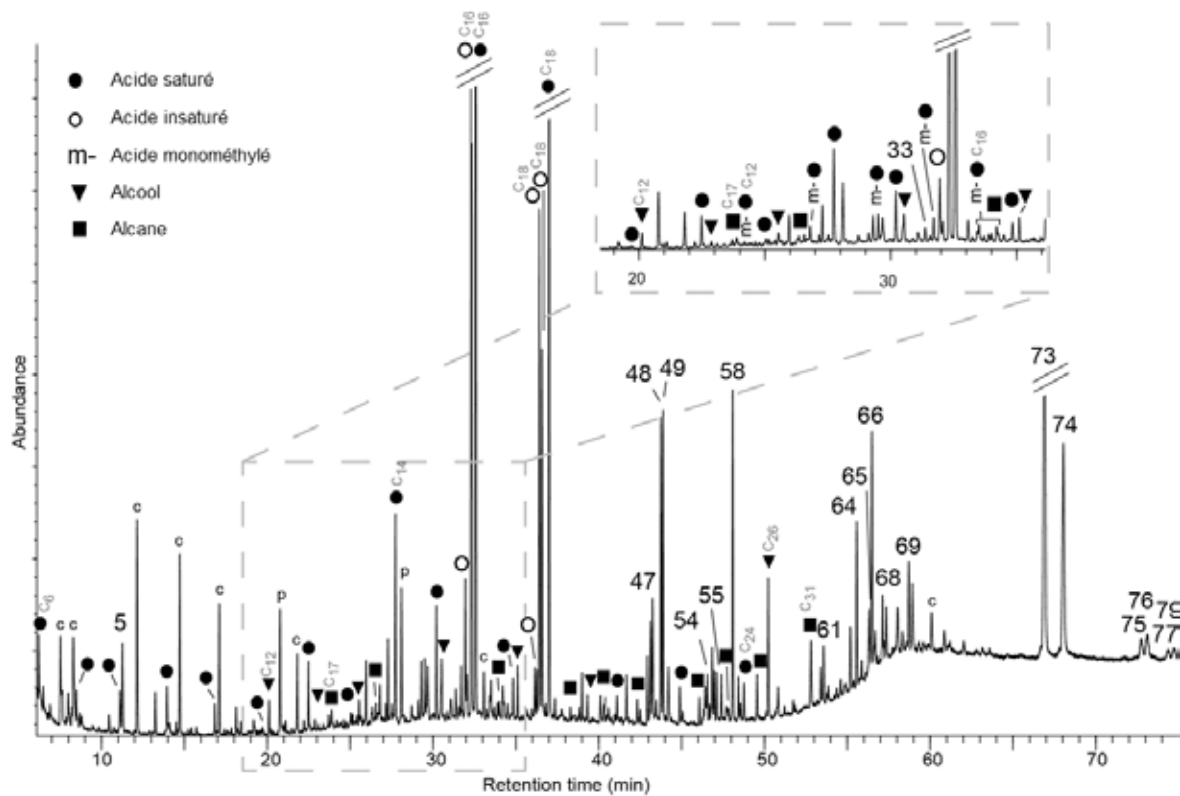 C16
C16
C18
Acide saturé
Acide insaturé
m- Acide monométhylé
Alcool
Alcane
C12
C17
C12
m-
m-
m-
33
m-
C16
m-
20
30
C18
C18
Abundance
C6
c
c
5
c
c
c
p
C12
c
C17
C14
p
c
47
48
49
54
55
58
C24
C26
C31
61
64
65
66
68
69
c
73
74
75
76
77
79
10
20
30
40
50
60
70
Retention time (min)